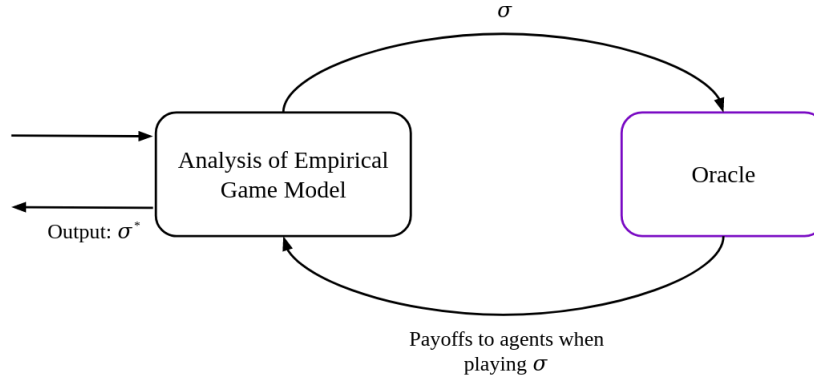 σ
Analysis of Empirical
Game Model
Oracle
Output: σ*
Payoffs to agents when
playing σ